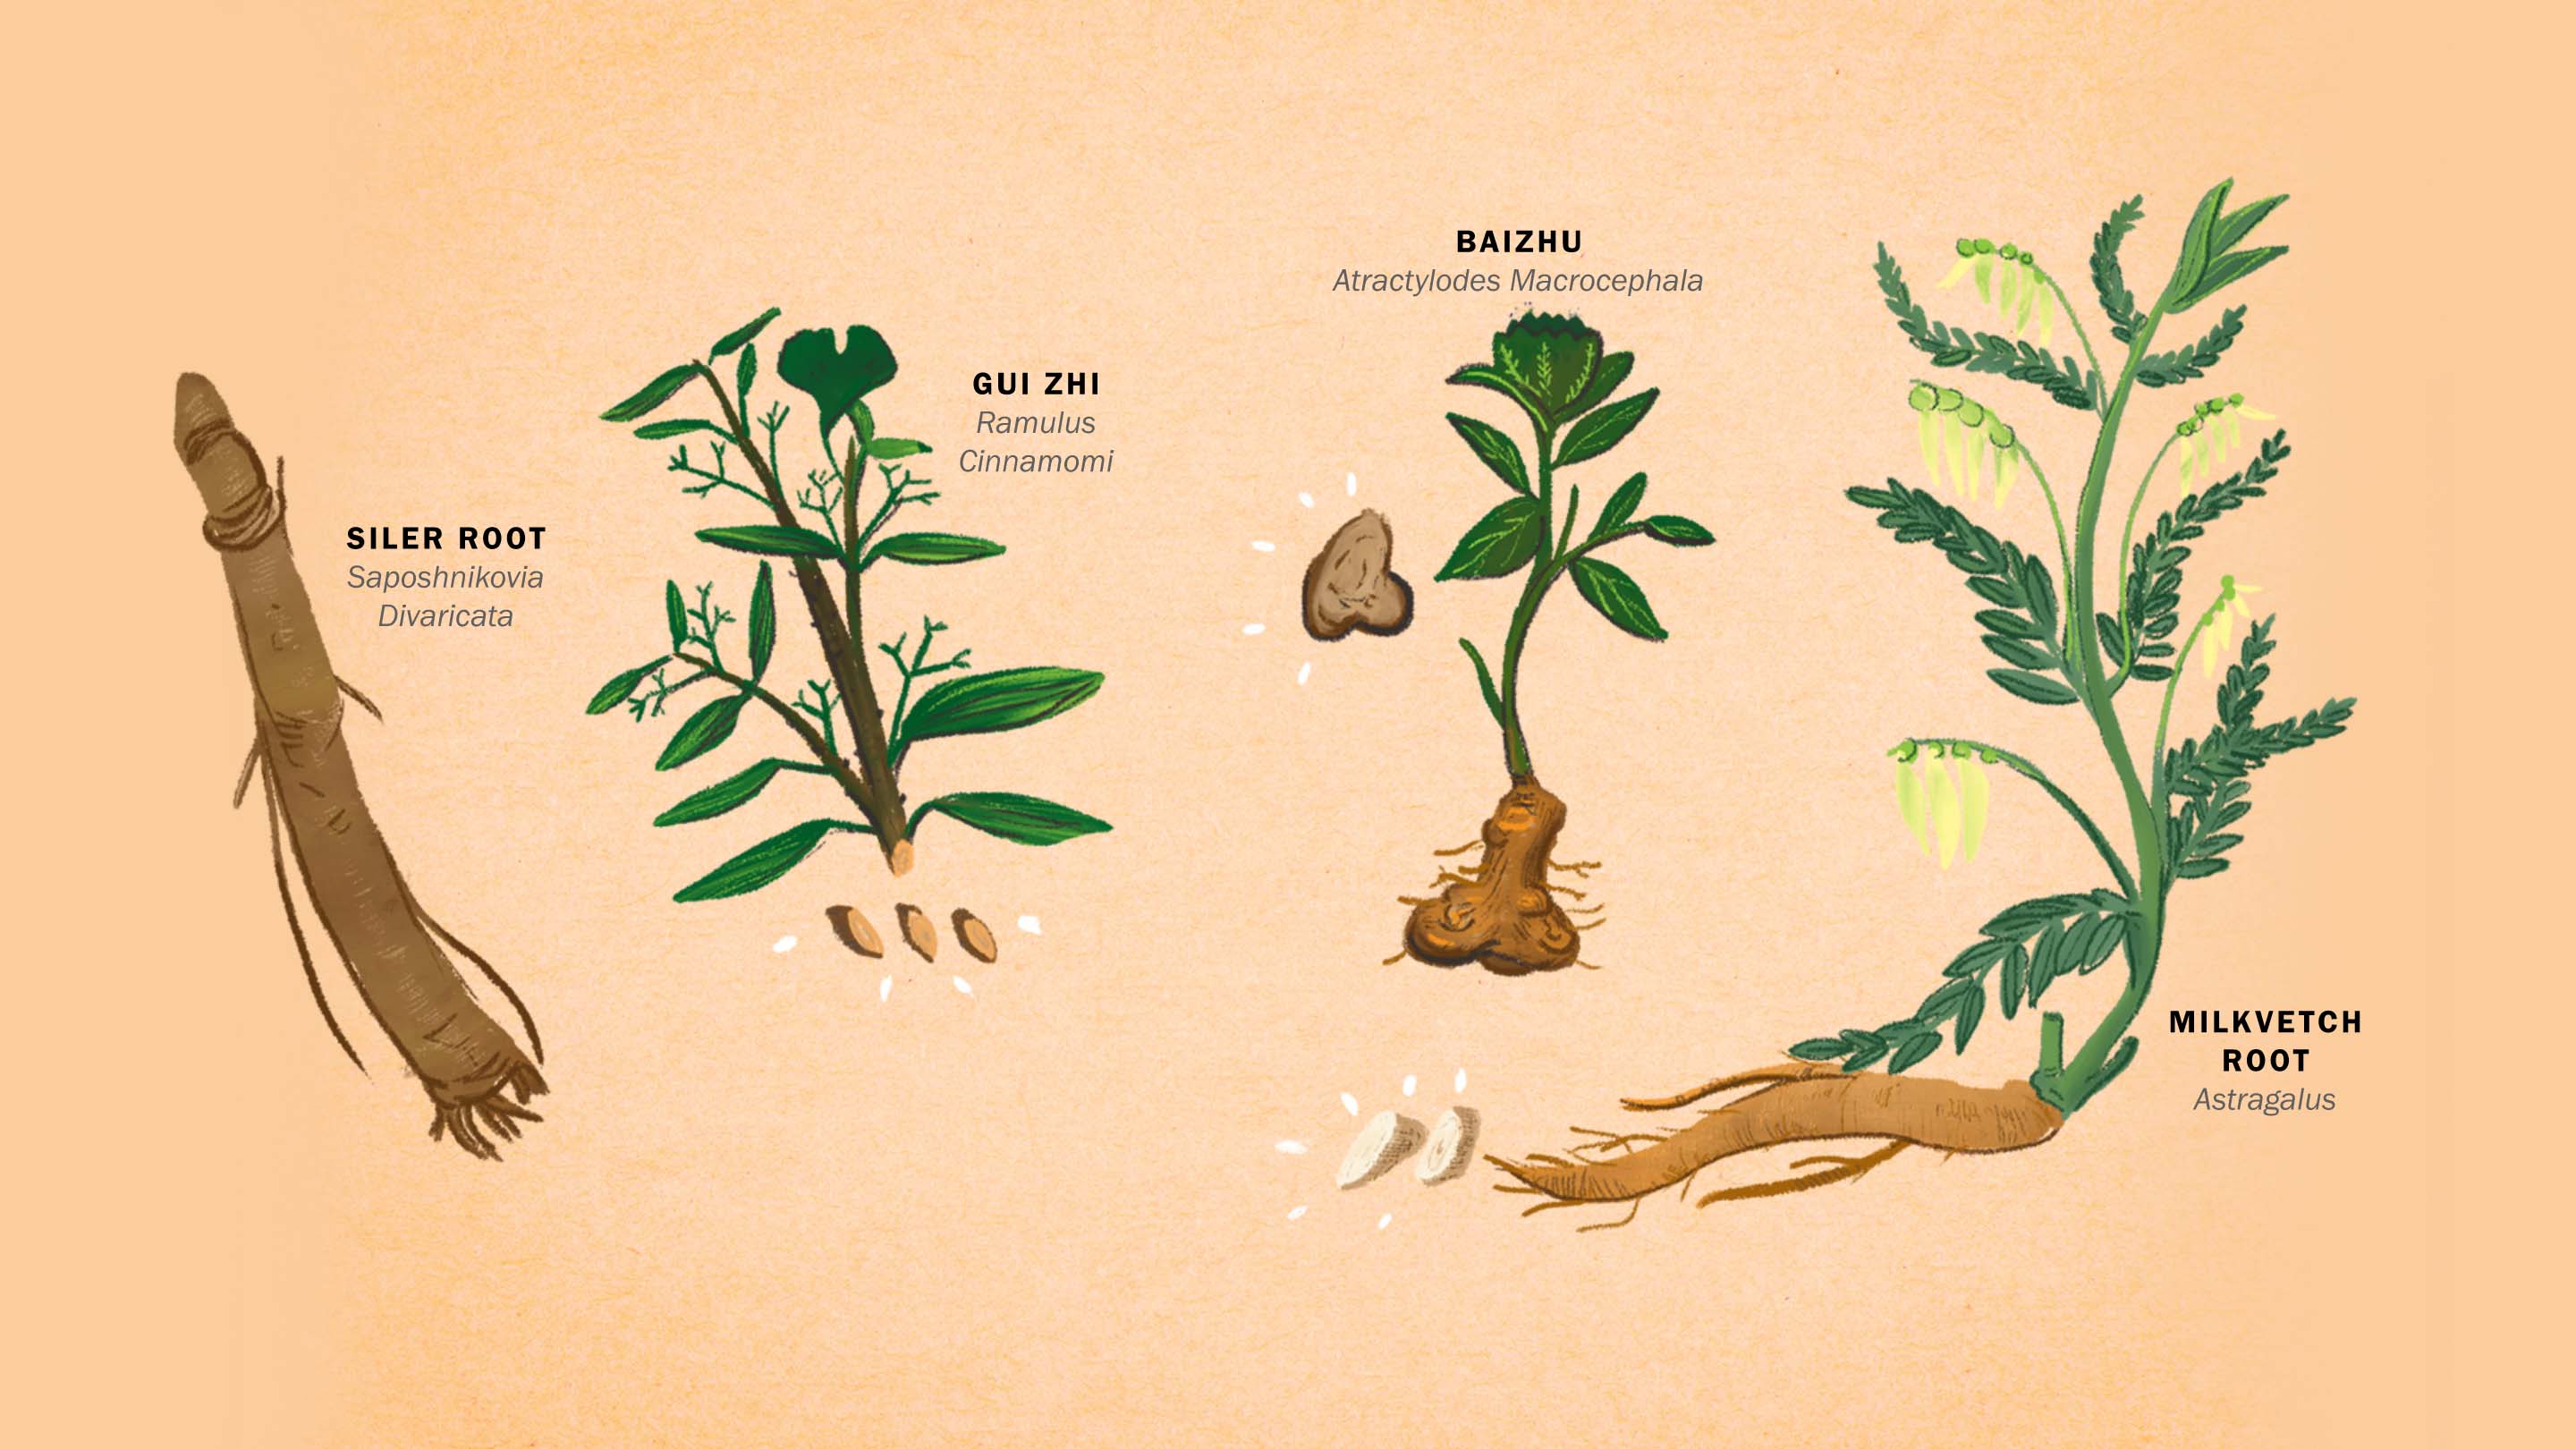 SILER ROOT
Saposhnikovia
Divaricata
GUI ZHI
Ramulus
Cinnamomi
BAIZHU
Atractylodes Macrocephala
MILKVETCH
ROOT
Astragalus